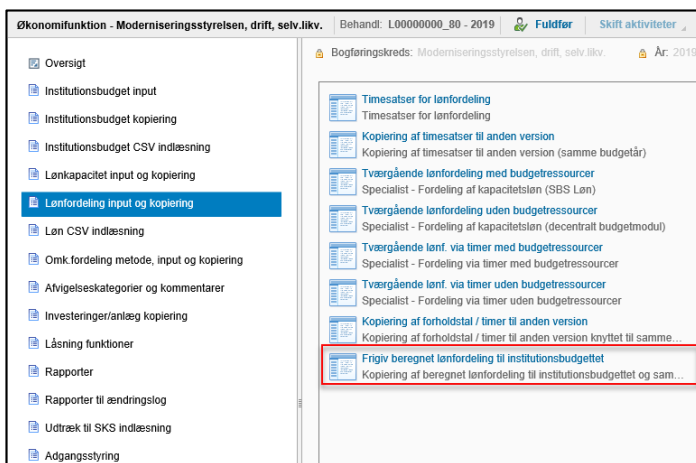 Økonomifunktion - Moderniseringsstyrelsen, drift, selv.likv.
Behandl: L00000000_80 - 2019
Fuldfør
Skift aktiviteter
Oversigt
Institutionsbudget input
Institutionsbudget kopiering
Institutionsbudget CSV indlæsning
Lønkapacitet input og kopiering
Lønfordeling input og kopiering
Løn CSV indlæsning
Omk.fordeling metode, input og kopiering
Afvigelseskategorier og kommentarer
Investeringer/anlæg kopiering
Låsning funktioner
Rapporter
Rapporter til ændringslog
Udtræk til SKS indlæsning
Adgangsstyring
Bogføringskreds: Moderniseringsstyrelsen, drift, selv.likv.
År: 2019
Timesatser for lønfordeling
Timesatser for lønfordeling
Kopiering af timesatser til anden version
Kopiering af timesatser til anden version (samme budgetår)
Tværgående lønfordeling med budgetressourcer
Specialist - Fordeling af kapacitetsløn (SBS Løn)
Tværgående lønfordeling uden budgetressourcer
Specialist - Fordeling af kapacitetsløn (decentralt budgetmodul)
Tværgående lønf. via timer med budgetressourcer
Specialist - Fordeling via timer med budgetressourcer
Tværgående lønf. via timer uden budgetressourcer
Specialist - Fordeling via timer uden budgetressourcer
Kopiering af forholdstal / timer til anden version
Kopiering af forholdstal / timer til anden version knyttet til samme...
Frigiv beregnet lønfordeling til institutionsbudgettet
Kopiering af beregnet lønfordeling til institutionsbudgettet og sam...